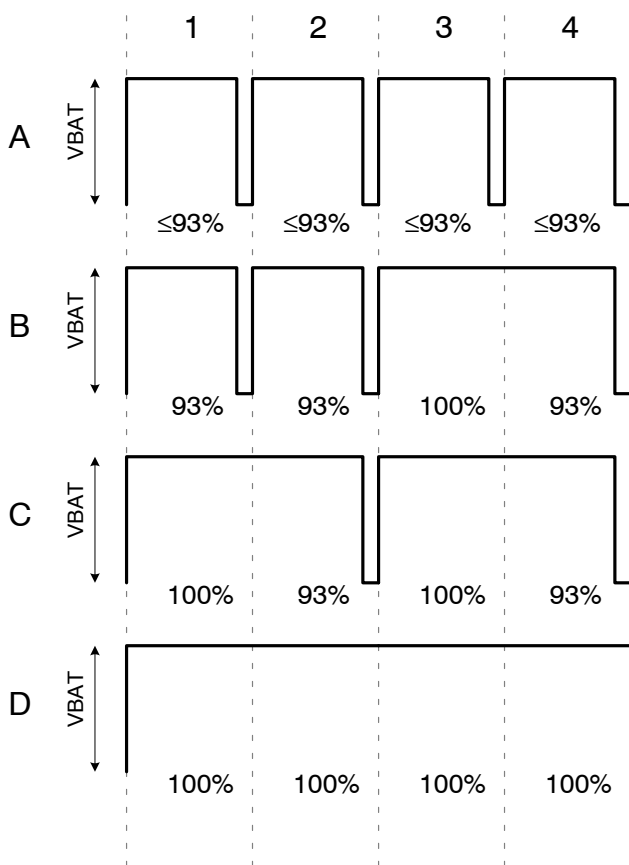 1 2 3 4
A
VBAT
≤93% ≤93% ≤93% ≤93%
B
VBAT
93% 93% 100% 93%
C
VBAT
100% 93% 100% 93%
D
VBAT
100% 100% 100% 100%